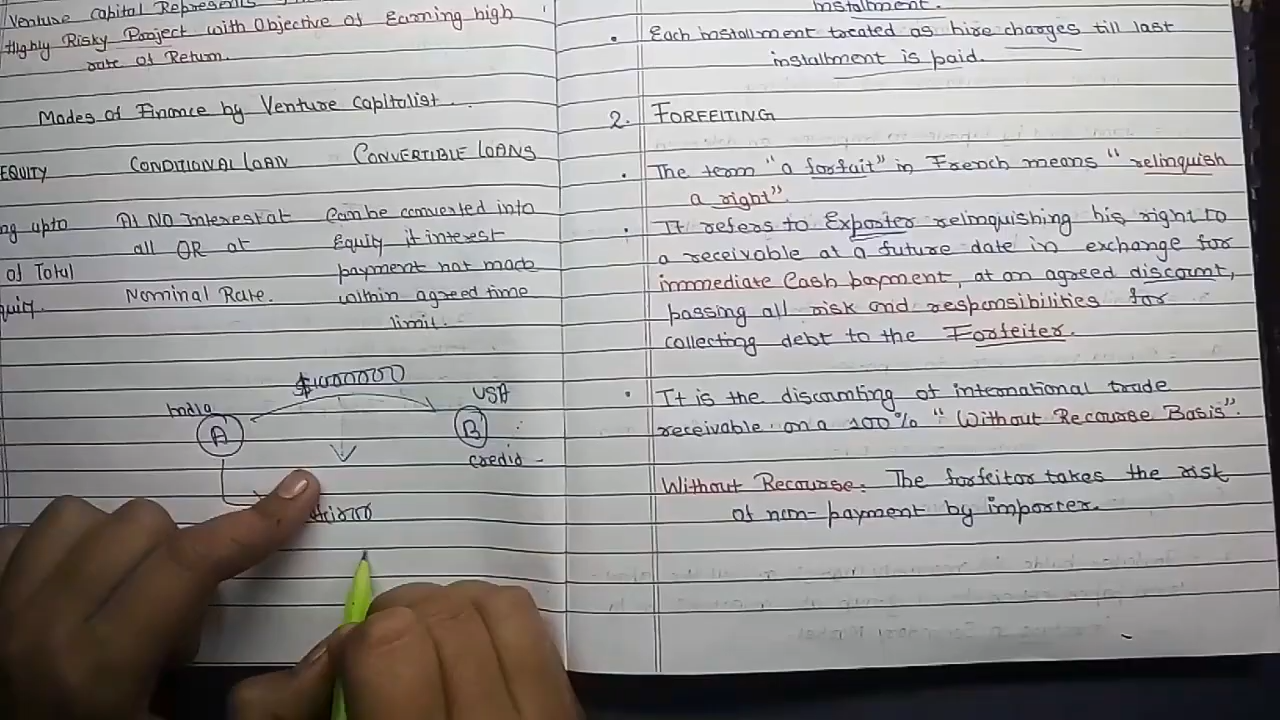 Venture Capital Represents
Highly Risky Project with Objective of Earning high
rate of Return.
Modes of Finance by Venture Capitalist.
EQUITY CONDITIONAL LOAN CONVERTIBLE LOANS
ng upto At NO Interest at Can be converted into
all OR at Equity if interest
of Total payment not made
Nominal Rate. within agreed time
limit.
India USA
A B
credit
installment.
• Each installment treated as hire charges till last
installment is paid.
2. FORFEITING
• The term "a forfait" in French means "relinquish
a right".
• It refers to Exporter relinquishing his right to
a receivable at a future date in exchange for
immediate Cash payment, at an agreed discount,
passing all risk and responsibilities for
collecting debt to the Forfeiter.
• It is the discounting of international trade
receivable on a 100% "Without Recourse Basis".
Without Recourse: The forfeitor takes the risk
of non-payment by importer.